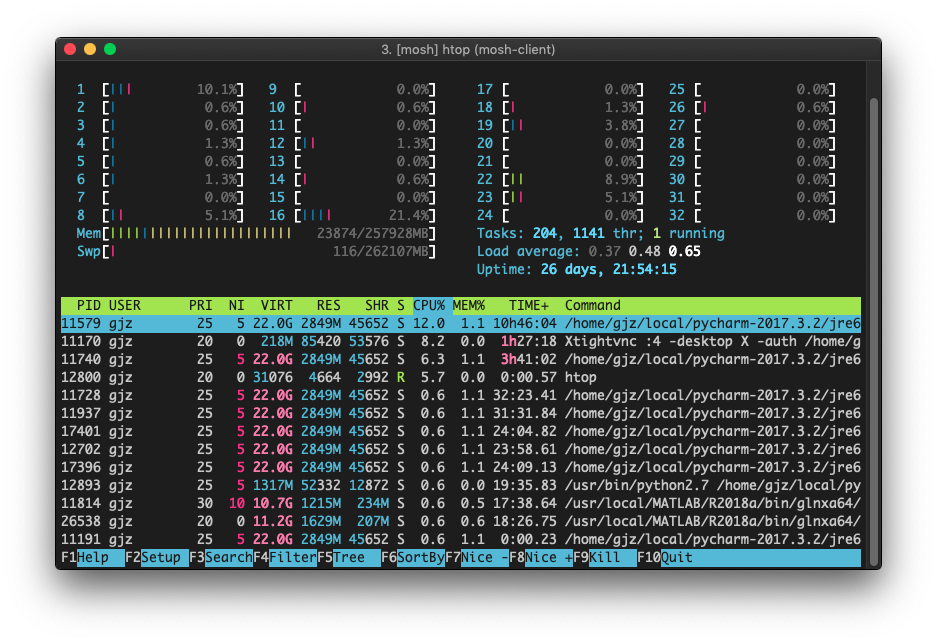 3. [mosh] htop (mosh-client)
1 [||| 10.1%] 9 [ 0.0%] 17 [ 0.0%] 25 [ 0.0%]
2 [| 0.6%] 10 [| 0.6%] 18 [| 1.3%] 26 [| 0.6%]
3 [| 0.6%] 11 [ 0.0%] 19 [|| 3.8%] 27 [ 0.0%]
4 [| 1.3%] 12 [|| 1.3%] 20 [ 0.0%] 28 [ 0.0%]
5 [| 0.6%] 13 [ 0.0%] 21 [ 0.0%] 29 [ 0.0%]
6 [| 1.3%] 14 [| 0.6%] 22 [|| 8.9%] 30 [ 0.0%]
7 [ 0.0%] 15 [ 0.0%] 23 [|| 5.1%] 31 [ 0.0%]
8 [|| 5.1%] 16 [|||| 21.4%] 24 [ 0.0%] 32 [ 0.0%]
Mem[||||||||||||||||||||||| 23874/257928MB] Tasks: 204, 1141 thr; 1 running
Swp[| 116/262107MB] Load average: 0.37 0.48 0.65
Uptime: 26 days, 21:54:15
PID USER PRI NI VIRT RES SHR S CPU% MEM% TIME+ Command
11579 gjz 25 5 22.0G 2849M 45652 S 12.0 1.1 10h46:04 /home/gjz/local/pycharm-2017.3.2/jre6
11170 gjz 20 0 218M 85420 53576 S 8.2 0.0 1h27:18 Xtightvnc :4 -desktop X -auth /home/g
11740 gjz 25 5 22.0G 2849M 45652 S 6.3 1.1 3h41:02 /home/gjz/local/pycharm-2017.3.2/jre6
12800 gjz 20 0 31076 4664 2992 R 5.7 0.0 0:00.57 htop
11728 gjz 25 5 22.0G 2849M 45652 S 0.6 1.1 32:23.41 /home/gjz/local/pycharm-2017.3.2/jre6
11937 gjz 25 5 22.0G 2849M 45652 S 0.6 1.1 31:31.84 /home/gjz/local/pycharm-2017.3.2/jre6
17401 gjz 25 5 22.0G 2849M 45652 S 0.6 1.1 24:04.82 /home/gjz/local/pycharm-2017.3.2/jre6
12702 gjz 25 5 22.0G 2849M 45652 S 0.6 1.1 23:58.61 /home/gjz/local/pycharm-2017.3.2/jre6
17396 gjz 25 5 22.0G 2849M 45652 S 0.6 1.1 24:09.13 /home/gjz/local/pycharm-2017.3.2/jre6
12893 gjz 25 5 1317M 52332 12872 S 0.6 0.0 19:35.83 /usr/bin/python2.7 /home/gjz/local/py
11814 gjz 30 10 10.7G 1215M 234M S 0.6 0.5 17:38.64 /usr/local/MATLAB/R2018a/bin/glnxa64/
26538 gjz 20 0 11.2G 1629M 207M S 0.6 0.6 18:26.75 /usr/local/MATLAB/R2018a/bin/glnxa64/
11191 gjz 25 5 22.0G 2849M 45652 S 0.6 1.1 0:00.23 /home/gjz/local/pycharm-2017.3.2/jre6
F1Help F2Setup F3SearchF4FilterF5Tree F6SortByF7Nice -F8Nice +F9Kill F10Quit